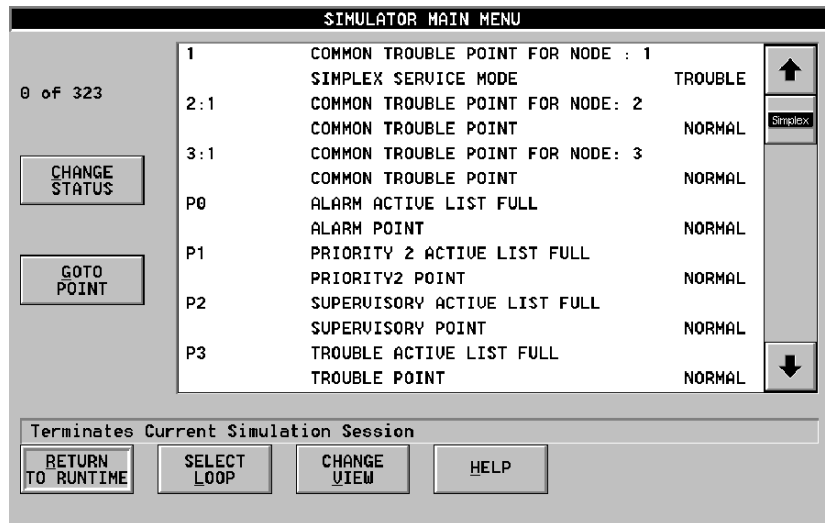 SIMULATOR MAIN MENU
0 of 323
1 COMMON TROUBLE POINT FOR NODE : 1
SIMPLEX SERVICE MODE TROUBLE
2:1 COMMON TROUBLE POINT FOR NODE: 2
COMMON TROUBLE POINT NORMAL
3:1 COMMON TROUBLE POINT FOR NODE: 3
COMMON TROUBLE POINT NORMAL
P0 ALARM ACTIVE LIST FULL
ALARM POINT NORMAL
P1 PRIORITY 2 ACTIVE LIST FULL
PRIORITY2 POINT NORMAL
P2 SUPERVISORY ACTIVE LIST FULL
SUPERVISORY POINT NORMAL
P3 TROUBLE ACTIVE LIST FULL
TROUBLE POINT NORMAL
Simplex
CHANGE
STATUS
GOTO
POINT
Terminates Current Simulation Session
RETURN
TO RUNTIME
SELECT
LOOP
CHANGE
VIEW
HELP